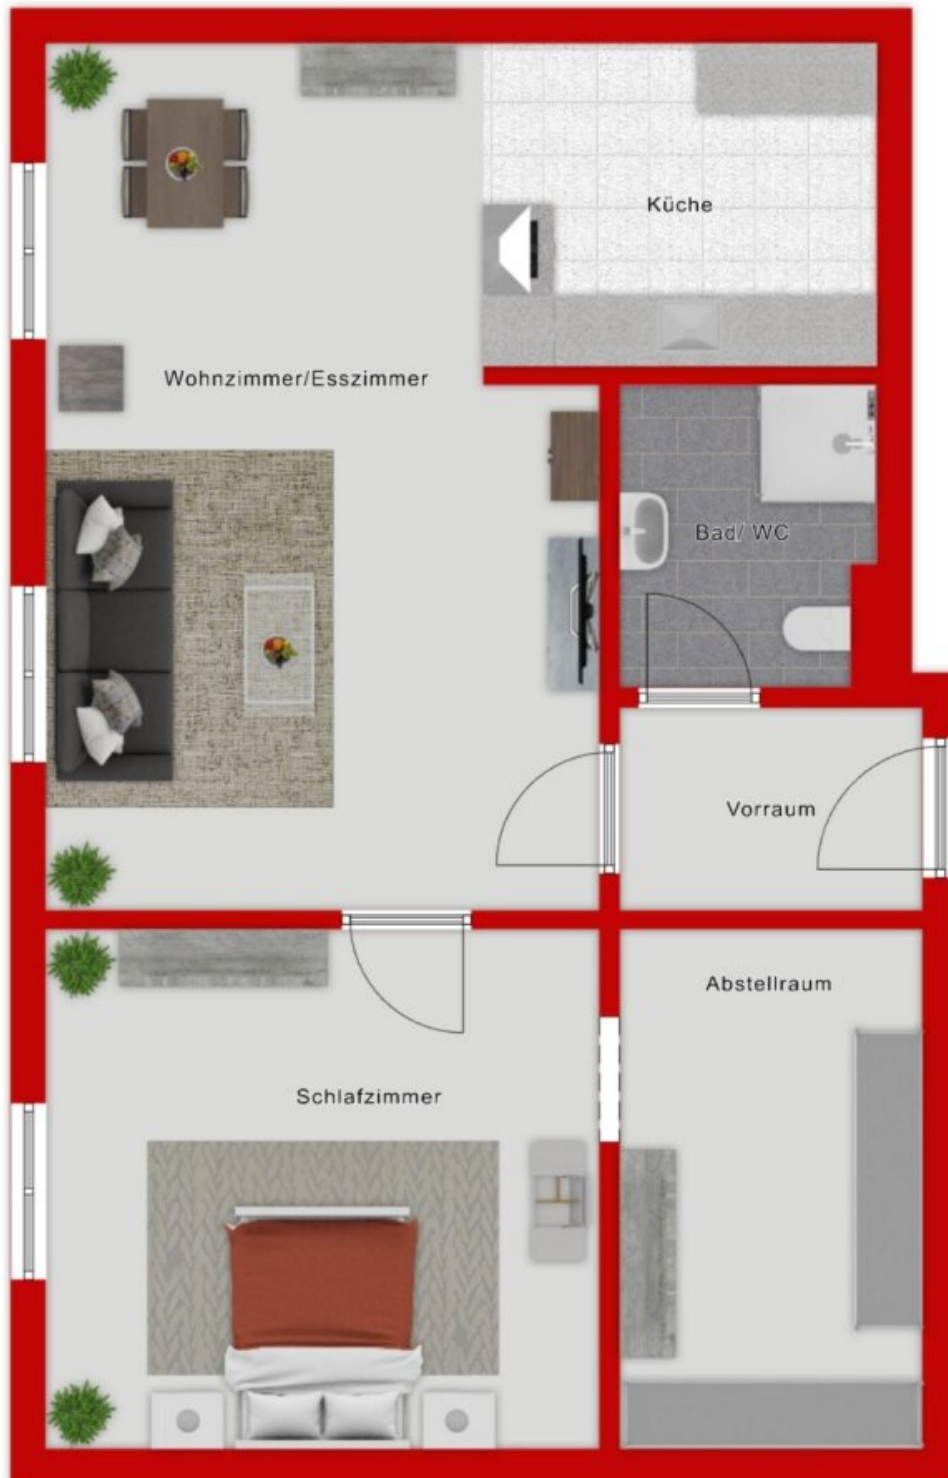 Küche
Wohnzimmer/Esszimmer
Bad/ WC
Vorraum
Abstellraum
Schlafzimmer